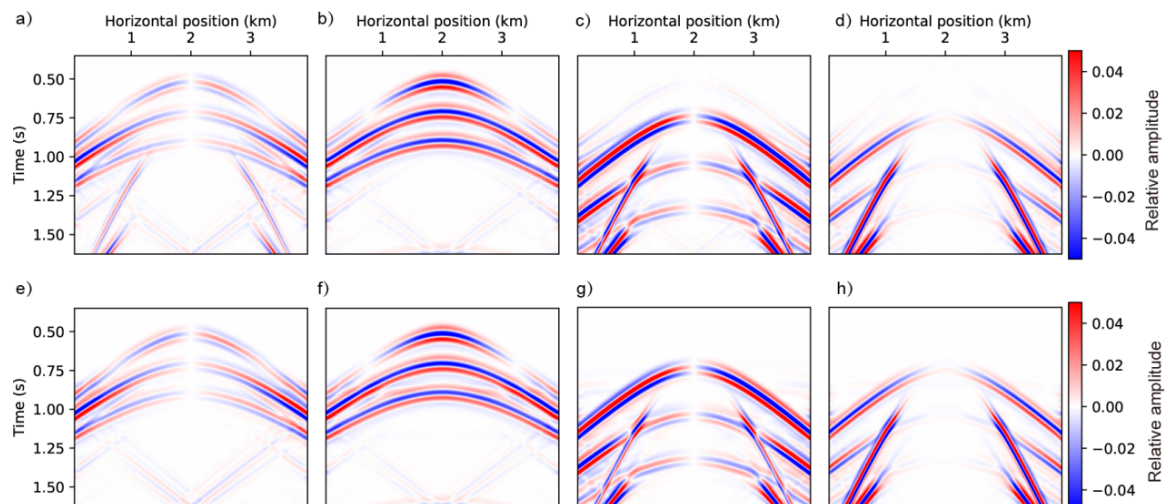 a) Horizontal position (km) b) Horizontal position (km) c) Horizontal position (km) d) Horizontal position (km)
1 2 3 1 2 3 1 2 3 1 2 3
0.50
0.75
1.00
1.25
1.50
Time (s)
0.04
0.02
0.00
−0.02
−0.04
Relative amplitude
e) f) g) h)
0.50
0.75
1.00
1.25
1.50
Time (s)
0.04
0.02
0.00
−0.02
−0.04
Relative amplitude